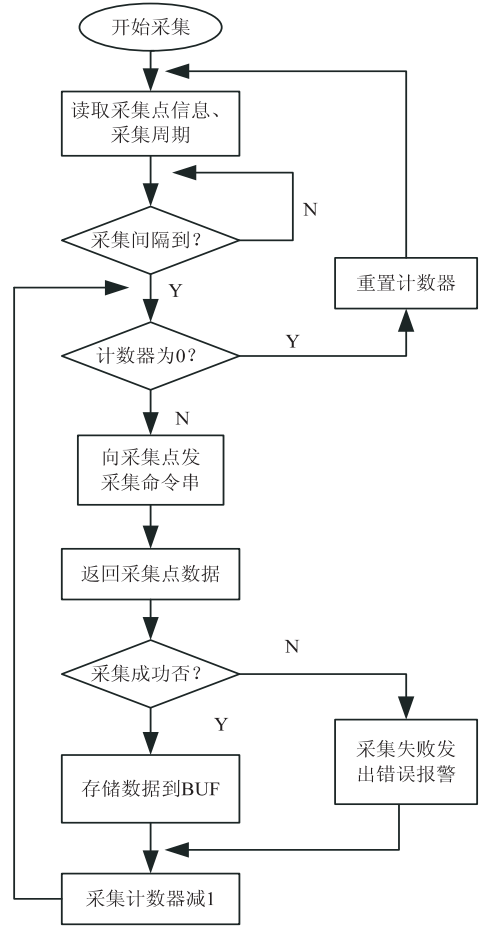 开始采集
读取采集点信息、
采集周期
N
采集间隔到？
Y
重置计数器
计数器为0？
Y
N
向采集点发
采集命令串
返回采集点数据
采集成功否？
N
Y
采集失败发
出错误报警
存储数据到BUF
采集计数器减1